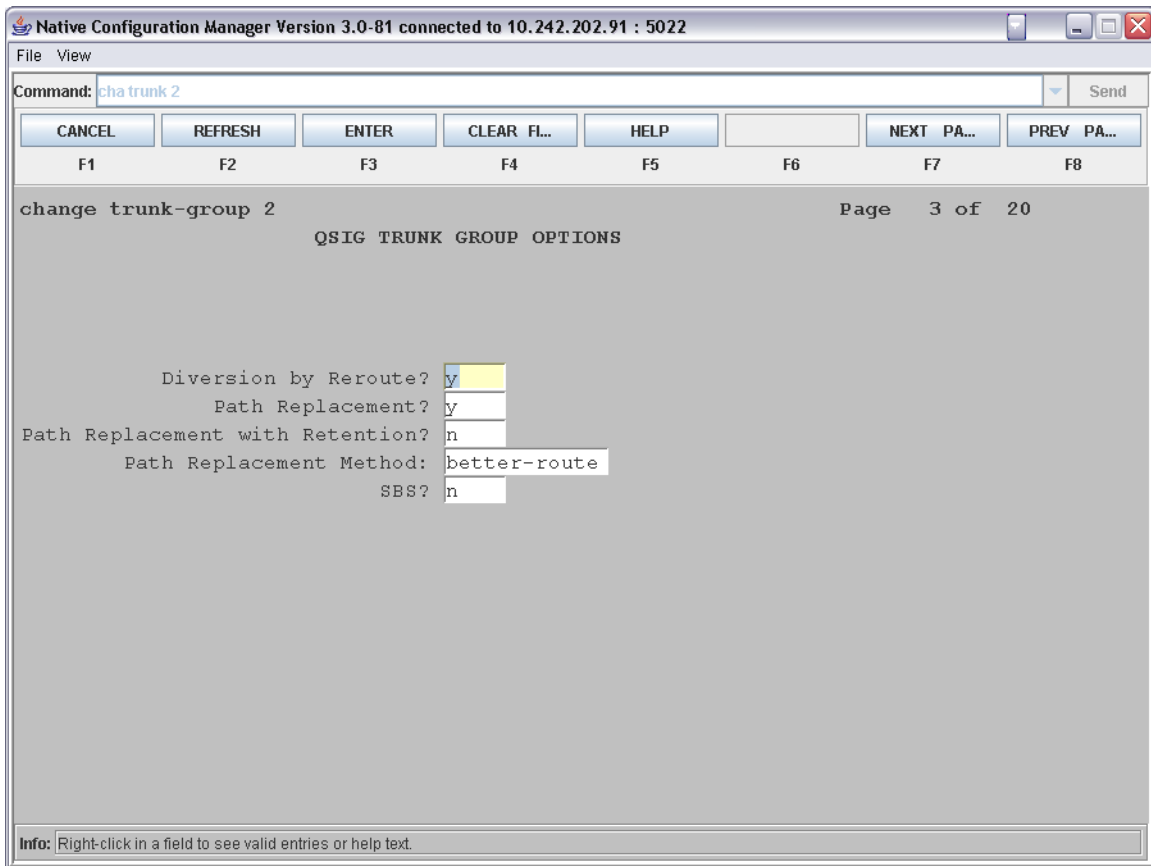 Native Configuration Manager Version 3.0-81 connected to 10.242.202.91 : 5022
File View
Command: cha trunk 2 Send
CANCEL REFRESH ENTER CLEAR FI... HELP NEXT PA... PREV PA...
F1 F2 F3 F4 F5 F6 F7 F8
change trunk-group 2 Page 3 of 20
QSIG TRUNK GROUP OPTIONS
Diversion by Reroute? y
Path Replacement? y
Path Replacement with Retention? n
Path Replacement Method: better-route
SBS? n
Info: Right-click in a field to see valid entries or help text.